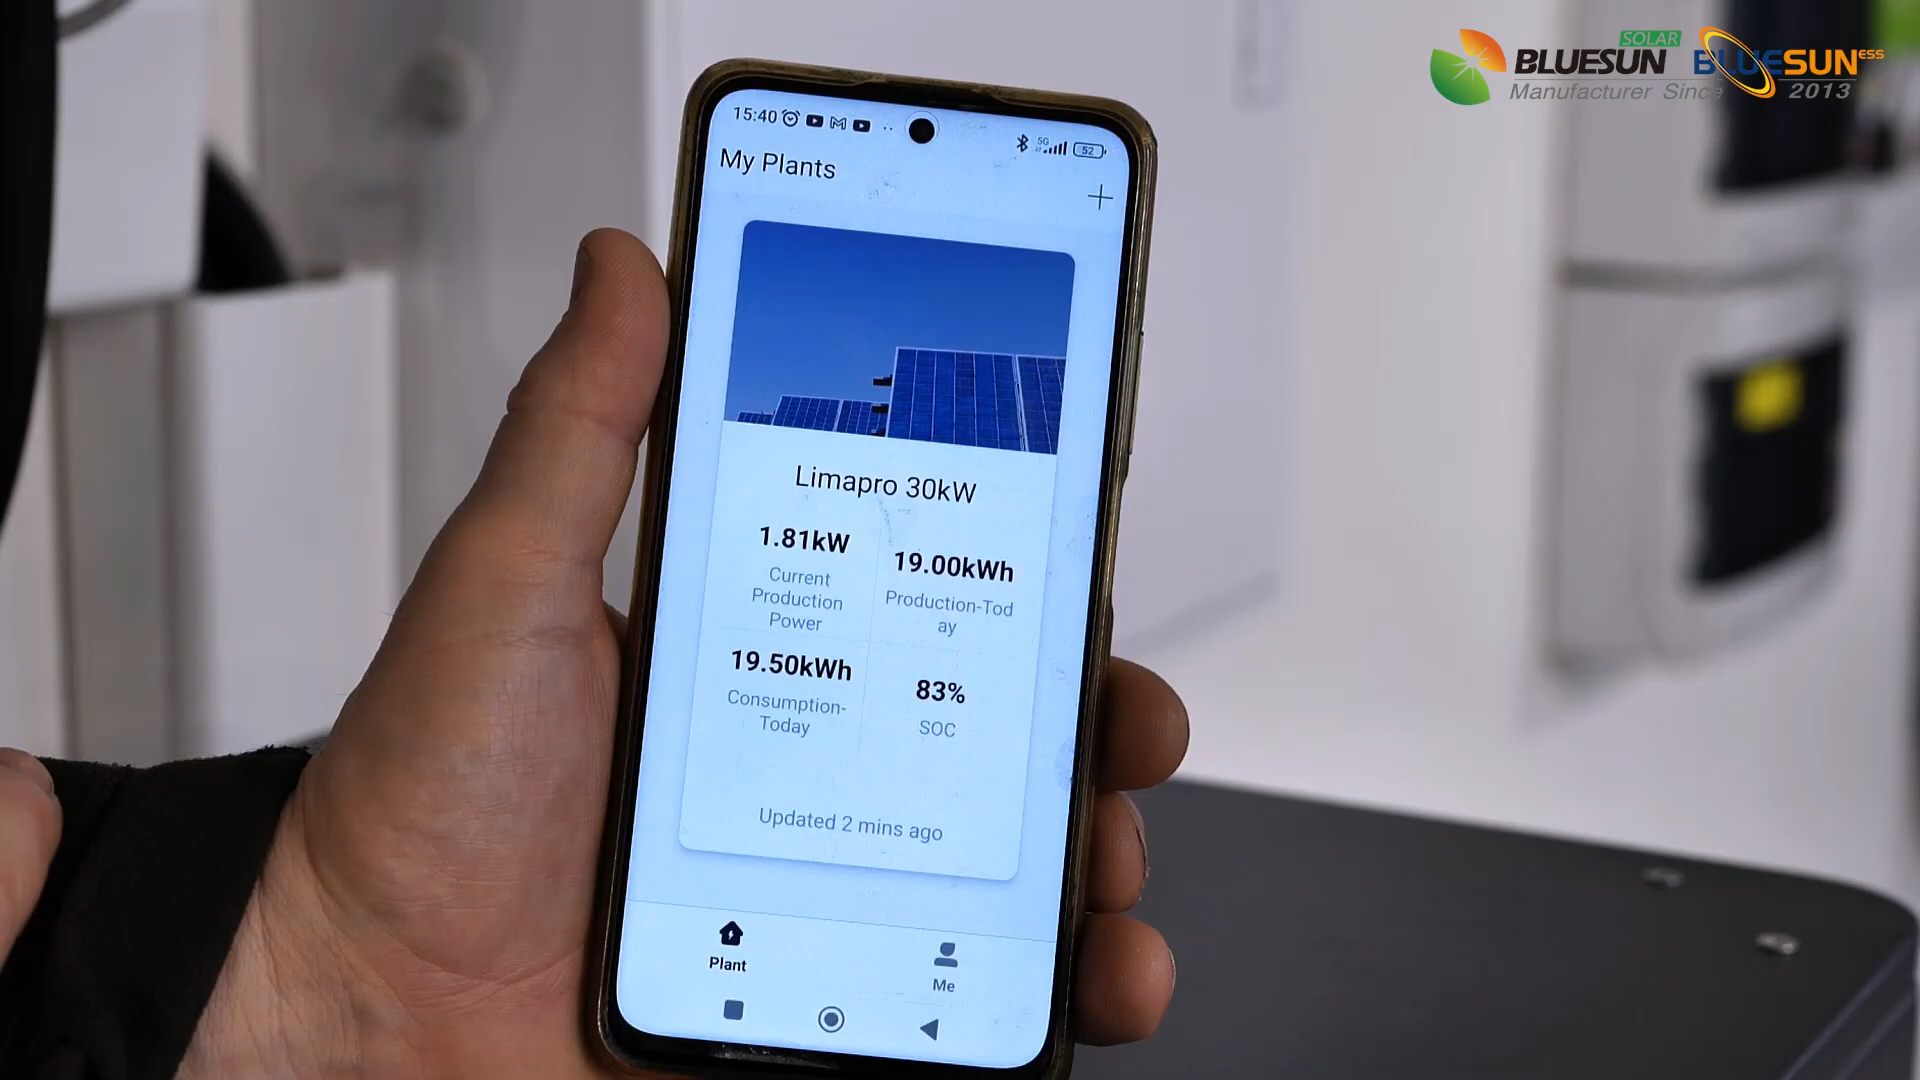 SOLAR
BLUESUN BLUESUN ESS
Manufacturer Since 2013
15:40
5G
52
My Plants
Limapro 30kW
1.81kW
Current
Production
Power
19.00kWh
Production-Tod
ay
19.50kWh
Consumption-
Today
83%
SOC
Updated 2 mins ago
Plant
Me